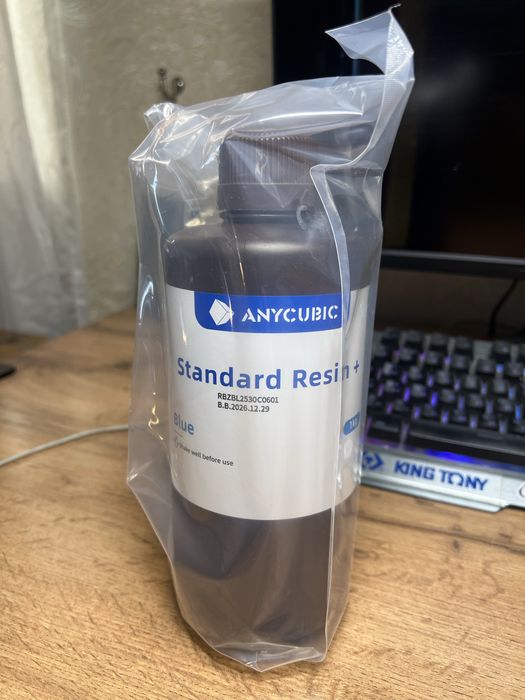 ANYCUBIC
Standard Resin +
RBZBL2530C0601
B.B.2026.12.29
Blue
Shake well before use
KING TONY